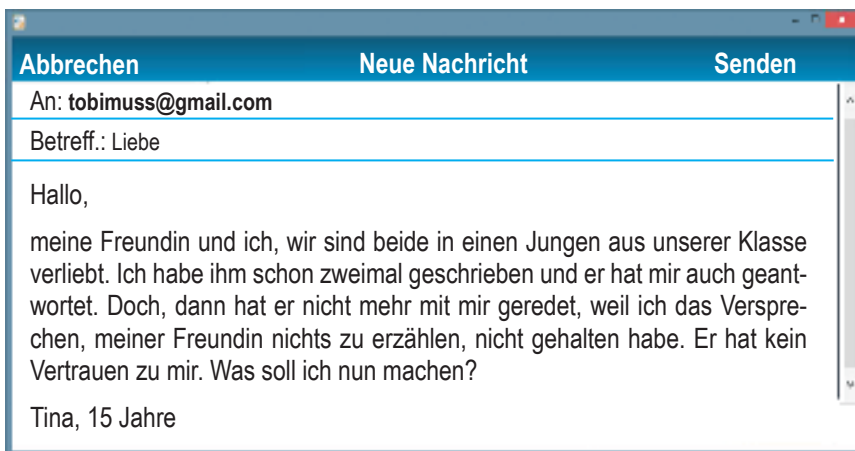 Abbrechen Neue Nachricht Senden
An: tobimuss@gmail.com
Betreff.: Liebe
Hallo,
meine Freundin und ich, wir sind beide in einen Jungen aus unserer Klasse
verliebt. Ich habe ihm schon zweimal geschrieben und er hat mir auch geant-
wortet. Doch, dann hat er nicht mehr mit mir geredet, weil ich das Verspre-
chen, meiner Freundin nichts zu erzählen, nicht gehalten habe. Er hat kein
Vertrauen zu mir. Was soll ich nun machen?
Tina, 15 Jahre